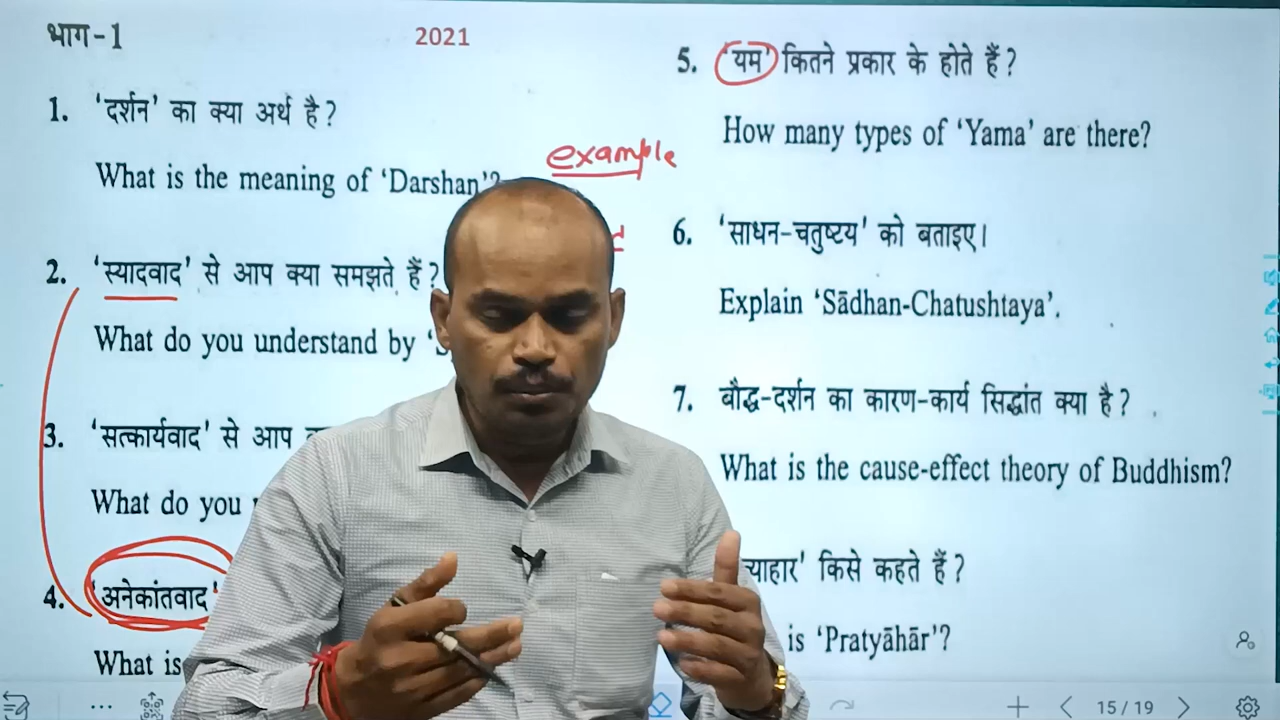 भाग-1
2021
1. 'दर्शन' का क्या अर्थ है?
What is the meaning of 'Darshan'?
example
2. 'स्यादवाद' से आप क्या समझते हैं?
What do you understand by
3. 'सत्कार्यवाद' से आप
What do you
4. 'अनेकांतवाद'
What is
5. 'यम' कितने प्रकार के होते हैं?
How many types of 'Yama' are there?
6. 'साधन-चतुष्टय' को बताइए।
Explain 'Sādhan-Chatushtaya'.
7. बौद्ध-दर्शन का कारण-कार्य सिद्धांत क्या है?
What is the cause-effect theory of Buddhism?
त्याहार' किसे कहते हैं?
is 'Pratyāhār'?
15/19